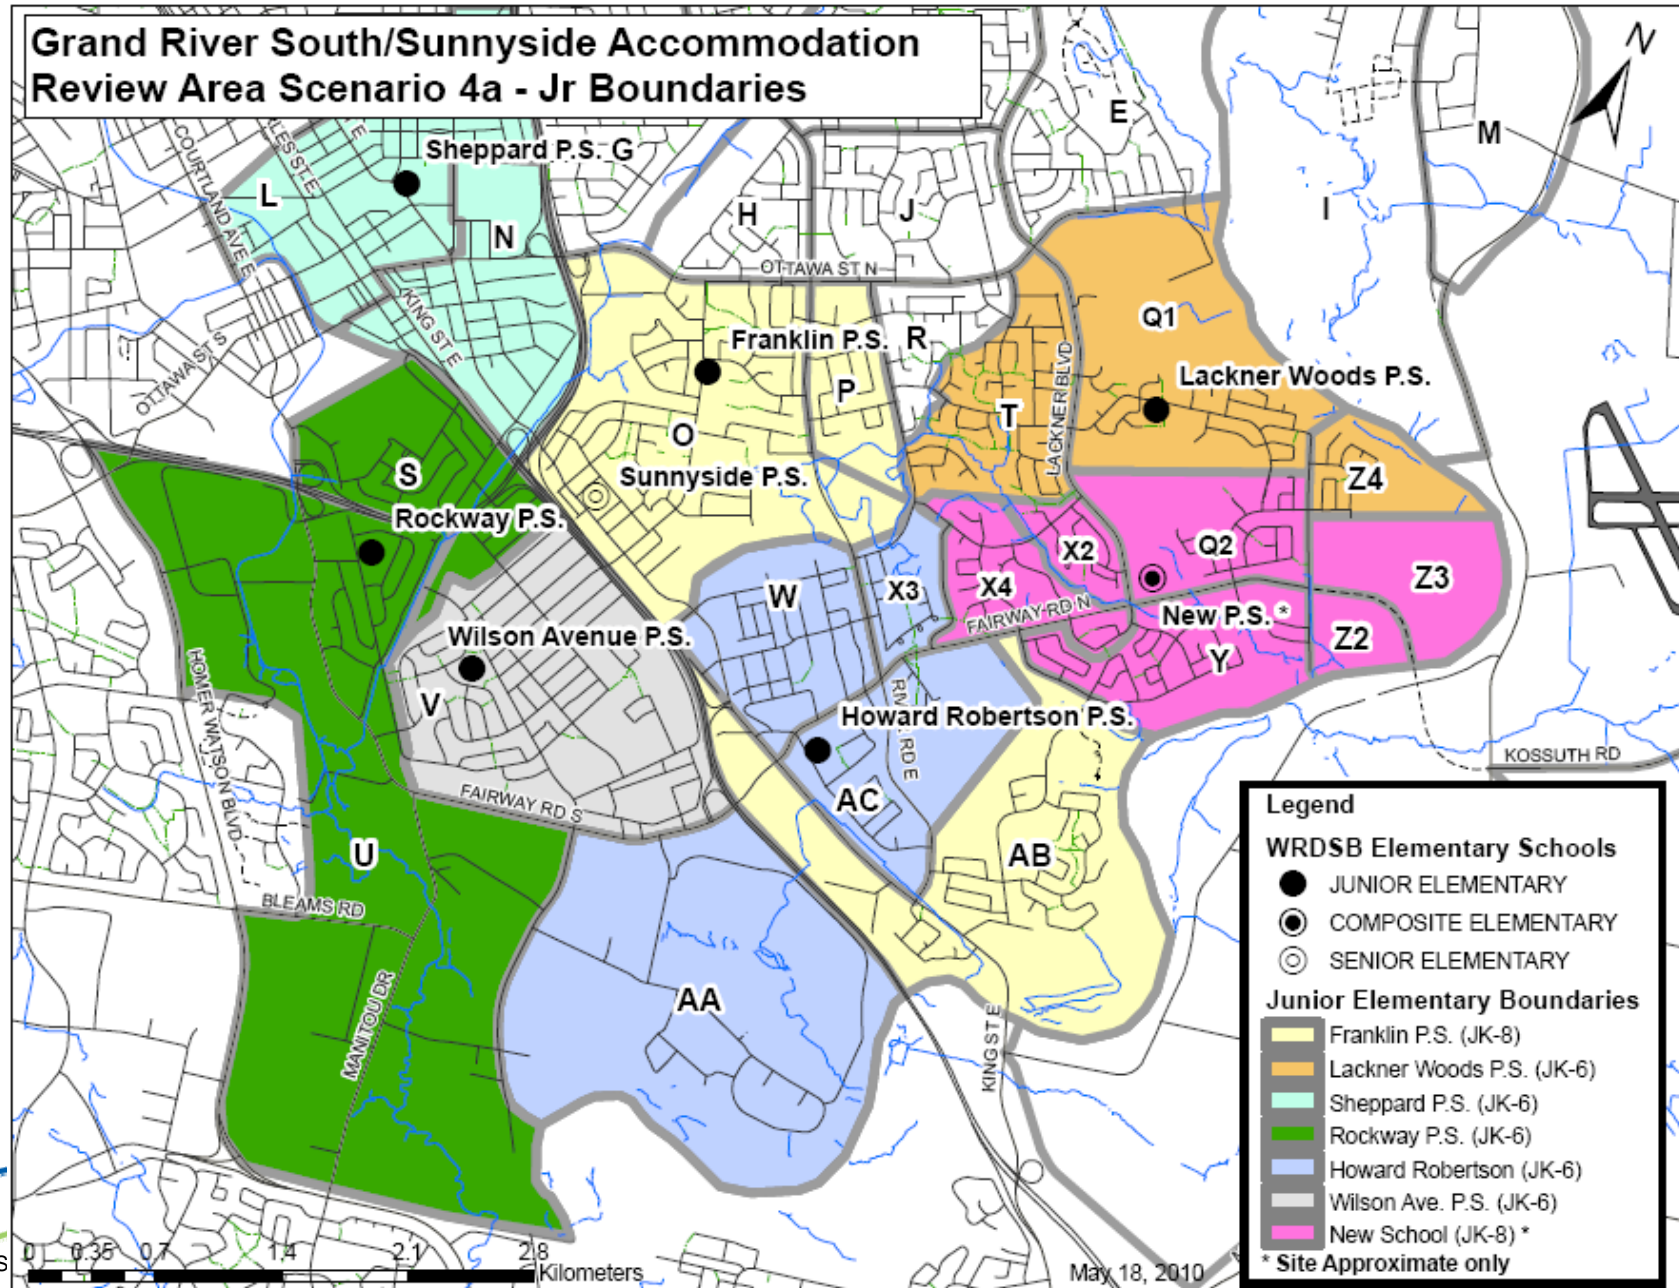 Grand River South/Sunnyside Accommodation
Review Area Scenario 4a - Jr Boundaries
N
E
M
COURTLAND AVE E
ST E
E
Sheppard P.S.
G
L
N
H
J
I
OTTAWA ST N
KING ST E
OTTAWA ST S
Q1
Franklin P.S.
R
P
Lackner Woods P.S.
LACKNER BLVD
T
O
S
Sunnyside P.S.
Z4
Rockway P.S.
X2
Q2
Z3
W
X3
X4
FAIRWAY RD N
New P.S. *
Z2
Y
Wilson Avenue P.S.
V
HOMER WATSON BLVD
Howard Robertson P.S.
RD E
KOSSUTH RD
FAIRWAY RD S
AC
U
AB
BLEAMS RD
AA
MANITOU DR
KING ST E
Legend
WRDSB Elementary Schools
JUNIOR ELEMENTARY
COMPOSITE ELEMENTARY
SENIOR ELEMENTARY
Junior Elementary Boundaries
Franklin P.S. (JK-8)
Lackner Woods P.S. (JK-6)
Sheppard P.S. (JK-6)
Rockway P.S. (JK-6)
Howard Robertson (JK-6)
Wilson Ave. P.S. (JK-6)
New School (JK-8) *
* Site Approximate only
s
0 0.35 0.7 1.4 2.1 2.8
Kilometers
May 18, 2010